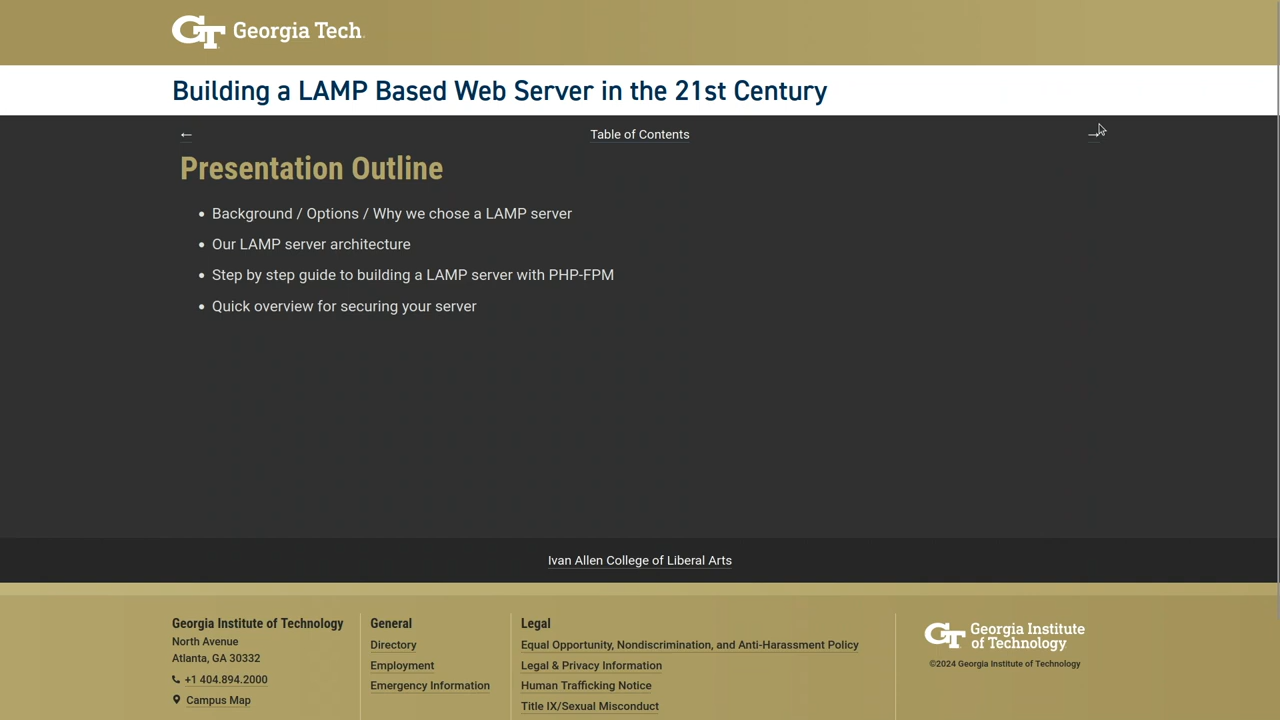 GT Georgia Tech
Building a LAMP Based Web Server in the 21st Century
← Table of Contents →
Presentation Outline
• Background / Options / Why we chose a LAMP server
• Our LAMP server architecture
• Step by step guide to building a LAMP server with PHP-FPM
• Quick overview for securing your server
Ivan Allen College of Liberal Arts
Georgia Institute of Technology
North Avenue
Atlanta, GA 30332
+1 404.894.2000
Campus Map
General
Directory
Employment
Emergency Information
Legal
Equal Opportunity, Nondiscrimination, and Anti-Harassment Policy
Legal & Privacy Information
Human Trafficking Notice
Title IX/Sexual Misconduct
GT Georgia Institute
of Technology
©2024 Georgia Institute of Technology